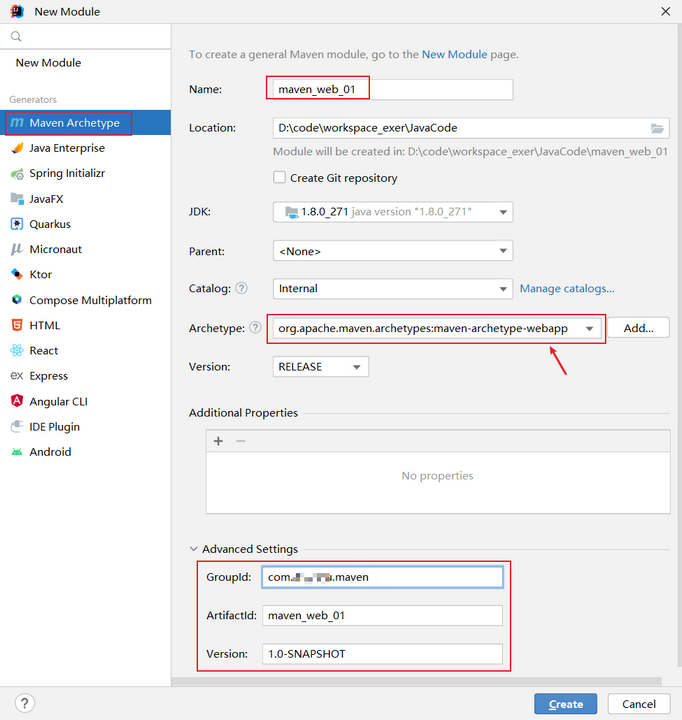 New Module
New Module
Generators
Maven Archetype
Java Enterprise
Spring Initializr
JavaFX
Quarkus
Micronaut
Ktor
Compose Multiplatform
HTML
React
Express
Angular CLI
IDE Plugin
Android
To create a general Maven module, go to the New Module page.
Name: maven_web_01
Location: D:\code\workspace_exer\JavaCode
Module will be created in: D:\code\workspace_exer\JavaCode\maven_web_01
Create Git repository
JDK: 1.8.0_271 java version "1.8.0_271"
Parent: <None>
Catalog: ? Internal Manage catalogs...
Archetype: ? org.apache.maven.archetypes:maven-archetype-webapp Add...
Version: RELEASE
Additional Properties
No properties
Advanced Settings
GroupId: com. .maven
ArtifactId: maven_web_01
Version: 1.0-SNAPSHOT
? Create Cancel